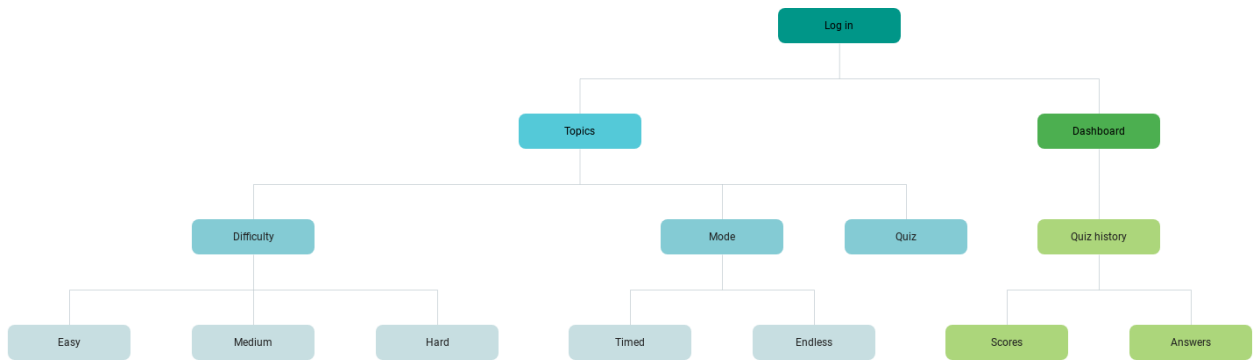 Log in
Topics
Dashboard
Difficulty
Mode
Quiz
Quiz history
Easy
Medium
Hard
Timed
Endless
Scores
Answers